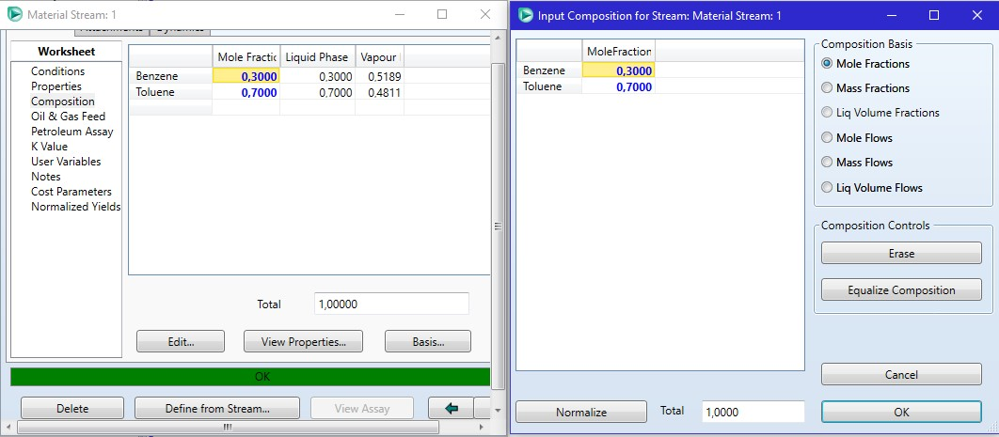 Material Stream: 1
Worksheet
Conditions
Properties
Composition
Oil & Gas Feed
Petroleum Assay
K Value
User Variables
Notes
Cost Parameters
Normalized Yields
Mole Fractic Liquid Phase Vapour
Benzene 0,3000 0,3000 0,5189
Toluene 0,7000 0,7000 0,4811
Total 1,00000
Edit... View Properties... Basis...
OK
Delete Define from Stream... View Assay
Input Composition for Stream: Material Stream: 1
MoleFraction
Benzene 0,3000
Toluene 0,7000
Composition Basis
Mole Fractions
Mass Fractions
Liq Volume Fractions
Mole Flows
Mass Flows
Liq Volume Flows
Composition Controls
Erase
Equalize Composition
Cancel
Normalize Total 1,0000 OK